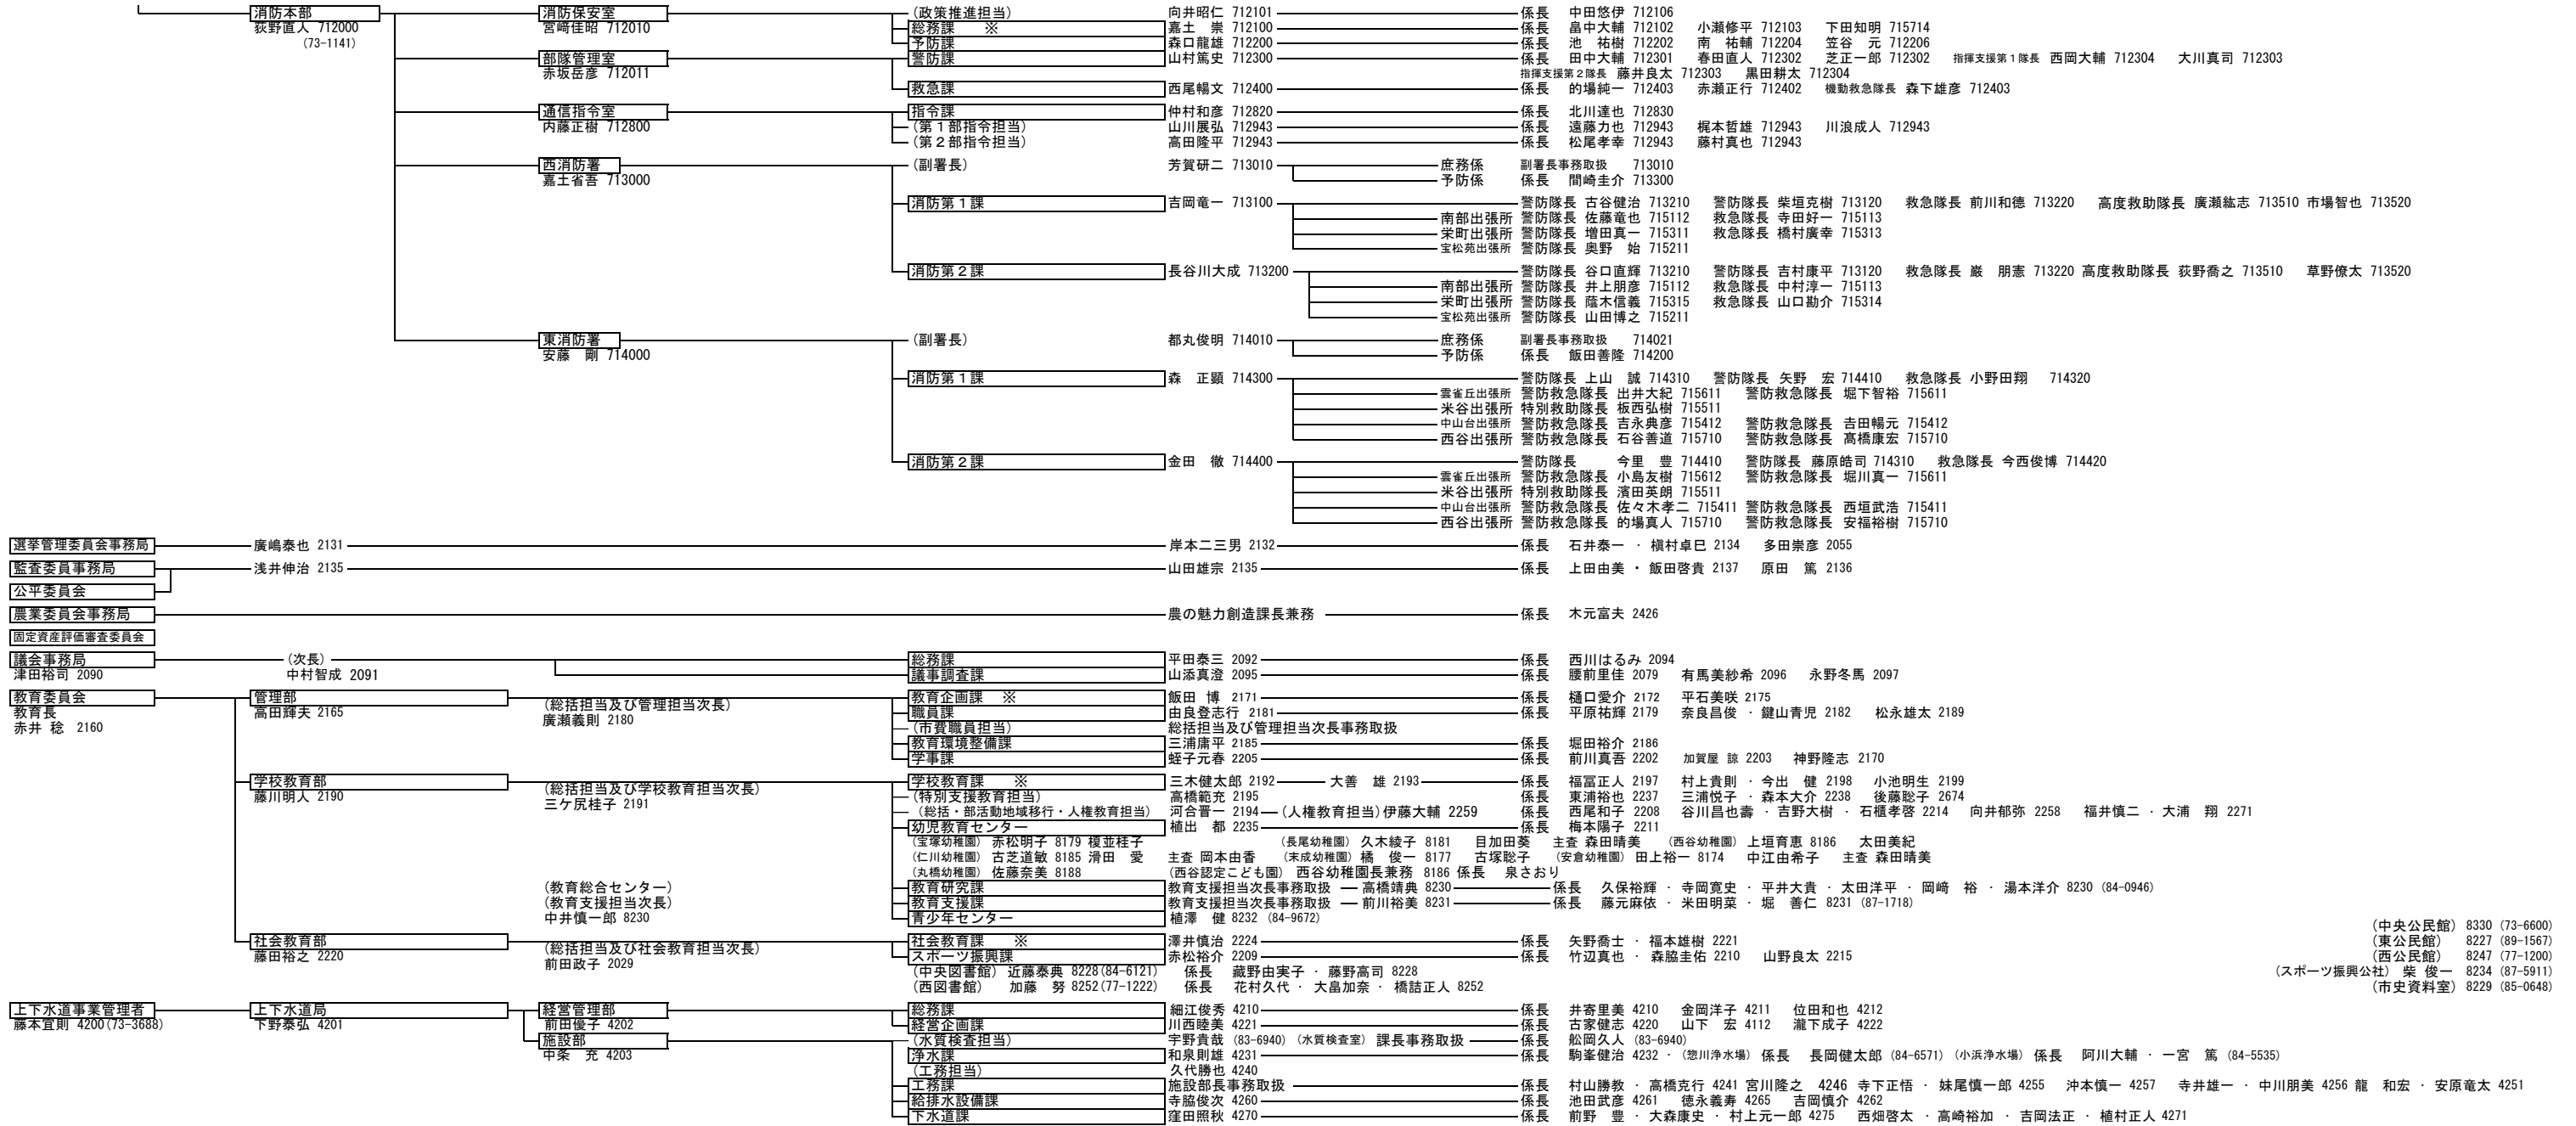 消防本部 消防保安室 (政策推進担当) 向井昭仁 712101 係長 中田悠伊 712106
荻野直人 712000 宮﨑佳昭 712010 総務課 ※ 嘉土 崇 712100 係長 畠中大輔 712102 小瀬修平 712103 下田知明 715714
(73-1141) 予防課 森口龍雄 712200 係長 池 祐樹 712202 南 祐輔 712204 笠谷 元 712206
部隊管理室 警防課 山村篤史 712300 係長 田中大輔 712301 春田直人 712302 芝正一郎 712302 指揮支援第1隊長 西岡大輔 712304 大川真司 712303
赤坂岳彦 712011 指揮支援第2隊長 藤井良太 712303 黒田耕太 712304
救急課 西尾暢文 712400 係長 的場純一 712403 赤瀬正行 712402 機動救急隊長 森下雄彦 712403
通信指令室 指令課 仲村和彦 712820 係長 北川達也 712830
内藤正樹 712800 (第1部指令担当) 山川展弘 712943 係長 遠藤力也 712943 梶本哲雄 712943 川浪成人 712943
(第2部指令担当) 高田隆平 712943 係長 松尾孝幸 712943 藤村真也 712943
西消防署 (副署長) 芳賀研二 713010 庶務係 副署長事務取扱 713010
嘉土省吾 713000 予防係 係長 間崎圭介 713300
消防第1課 吉岡竜一 713100 警防隊長 古谷健治 713210 警防隊長 柴垣克樹 713120 救急隊長 前川和德 713220 高度救助隊長 廣瀬紘志 713510 市場智也 713520
南部出張所 警防隊長 佐藤竜也 715112 救急隊長 寺田好一 715113
栄町出張所 警防隊長 増田真一 715311 救急隊長 橋村廣幸 715313
宝松苑出張所 警防隊長 奥野 始 715211
消防第2課 長谷川大成 713200 警防隊長 谷口直輝 713210 警防隊長 吉村康平 713120 救急隊長 巌 朋憲 713220 高度救助隊長 荻野喬之 713510 草野僚太 713520
南部出張所 警防隊長 井上朋彦 715112 救急隊長 中村淳一 715113
栄町出張所 警防隊長 蔭木信義 715315 救急隊長 山口勘介 715314
宝松苑出張所 警防隊長 山田博之 715211
東消防署 (副署長) 都丸俊明 714010 庶務係 副署長事務取扱 714021
安藤 剛 714000 予防係 係長 飯田善隆 714200
消防第1課 森 正顕 714300 警防隊長 上山 誠 714310 警防隊長 矢野 宏 714410 救急隊長 小野田翔 714320
雲雀丘出張所 警防救急隊長 出井大紀 715611 警防救急隊長 堀下智裕 715611
米谷出張所 特別救助隊長 板西弘樹 715511
中山台出張所 警防救急隊長 吉永典彦 715412 警防救急隊長 𠮷田暢元 715412
西谷出張所 警防救急隊長 石谷善道 715710 警防救急隊長 髙橋康宏 715710
消防第2課 金田 徹 714400 警防隊長 今里 豊 714410 警防隊長 藤原皓司 714310 救急隊長 今西俊博 714420
雲雀丘出張所 警防救急隊長 小島友樹 715612 警防救急隊長 堀川真一 715611
米谷出張所 特別救助隊長 濱田英朗 715511
中山台出張所 警防救急隊長 佐々木孝二 715411 警防救急隊長 西垣武浩 715411
西谷出張所 警防救急隊長 的場真人 715710 警防救急隊長 安福裕樹 715710
選挙管理委員会事務局 廣嶋泰也 2131 岸本二三男 2132 係長 石井泰一 · 槇村卓巳 2134 多田崇彦 2055
監査委員事務局 浅井伸治 2135 山田雄宗 2135 係長 上田由美 · 飯田啓貴 2137 原田 篤 2136
公平委員会
農業委員会事務局 農の魅力創造課長兼務 係長 木元富夫 2426
固定資産評価審査委員会
議会事務局 (次長) 総務課 平田泰三 2092 係長 西川はるみ 2094
津田裕司 2090 中村智成 2091 議事調査課 山添真澄 2095 係長 腰前里佳 2079 有馬美紗希 2096 永野冬馬 2097
教育委員会 管理部 (総括担当及び管理担当次長) 教育企画課 ※ 飯田 博 2171 係長 樋口愛介 2172 平石美咲 2175
教育長 高田輝夫 2165 廣瀬義則 2180 職員課 由良登志行 2181 係長 平原祐輝 2179 奈良昌俊 · 鍵山青児 2182 松永雄太 2189
赤井 稔 2160 (市費職員担当) 総括担当及び管理担当次長事務取扱
教育環境整備課 三浦庸平 2185 係長 堀田裕介 2186
学事課 蛭子元春 2205 係長 前川真吾 2202 加賀屋 諒 2203 神野隆志 2170
学校教育部 (総括担当及び学校教育担当次長) 学校教育課 ※ 三木健太郎 2192 大善 雄 2193 係長 福冨正人 2197 村上貴則 · 今出 健 2198 小池明生 2199
藤川明人 2190 三ケ尻桂子 2191 (特別支援教育担当) 高橋範充 2195 係長 東浦裕也 2237 三浦悦子 · 森本大介 2238 後藤聡子 2674
(総括・部活動地域移行・人権教育担当) 河合晋一 2194 (人権教育担当)伊藤大輔 2259 係長 西尾和子 2208 谷川昌也壽 · 吉野大樹 · 石櫃孝啓 2214 向井郁弥 2258 福井慎二 · 大浦 翔 2271
幼児教育センター 植出 都 2235 係長 梅本陽子 2211
(宝塚幼稚園) 赤松明子 8179 榎並桂子 (長尾幼稚園) 久木綾子 8181 目加田葵 主査 森田晴美 (西谷幼稚園) 上垣育恵 8186 太田美紀
(仁川幼稚園) 古芝道敏 8185 滑田 愛 主査 岡本由香 (末成幼稚園) 橘 俊一 8177 古塚聡子 (安倉幼稚園) 田上裕一 8174 中江由希子 主査 森田晴美
(丸橋幼稚園) 佐藤奈美 8188 (西谷認定こども園) 西谷幼稚園長兼務 8186 係長 泉さおり
(教育総合センター) 教育研究課 教育支援担当次長事務取扱 高橋靖典 8230 係長 久保裕輝 · 寺岡寛史 · 平井大貴 · 太田洋平 · 岡﨑 裕 · 湯本洋介 8230 (84-0946)
(教育支援担当次長) 教育支援課 教育支援担当次長事務取扱 前川裕美 8231 係長 藤元麻依 · 米田明菜 · 堀 善仁 8231 (87-1718)
中井慎一郎 8230 青少年センター 植澤 健 8232 (84-9672)
(中央公民館) 8330 (73-6600)
社会教育部 (総括担当及び社会教育担当次長) 社会教育課 ※ 澤井慎治 2224 係長 矢野喬士 · 福本雄樹 2221 (東公民館) 8227 (89-1567)
藤田裕之 2220 前田政子 2029 スポーツ振興課 赤松裕介 2209 係長 竹辺真也 · 森脇圭佑 2210 山野良太 2215 (西公民館) 8247 (77-1200)
(中央図書館) 近藤泰典 8228(84-6121) 係長 藏野由実子 · 藤野高司 8228 (スポーツ振興公社) 柴 俊一 8234 (87-5911)
(西図書館) 加藤 努 8252(77-1222) 係長 花村久代 · 大畠加奈 · 橋詰正人 8252 (市史資料室) 8229 (85-0648)
上下水道事業管理者 上下水道局 経営管理部 総務課 細江俊秀 4210 係長 井寄里美 4210 金岡洋子 4211 位田和也 4212
藤本宜則 4200(73-3688) 下野泰弘 4201 前田優子 4202 経営企画課 川西睦美 4221 係長 古家健志 4220 山下 宏 4112 瀧下成子 4222
施設部 (水質検査担当) 宇野貴哉 (83-6940) (水質検査室) 課長事務取扱 係長 舩岡久人 (83-6940)
中条 充 4203 浄水課 和泉則雄 4231 係長 駒峯健治 4232 · (惣川浄水場) 係長 長岡健太郎 (84-6571) (小浜浄水場) 係長 阿川大輔 · 一宮 篤 (84-5535)
(工務担当) 久代勝也 4240
工務課 施設部長事務取扱 係長 村山勝教 · 高橋克行 4241 宮川隆之 4246 寺下正悟 · 妹尾慎一郎 4255 沖本慎一 4257 寺井雄一 · 中川朋美 4256 龍 和宏 · 安原竜太 4251
給排水設備課 寺脇俊次 4260 係長 池田武彦 4261 徳永義寿 4265 吉岡慎介 4262
下水道課 窪田照秋 4270 係長 前野 豊 · 大森康史 · 村上元一郎 4275 西畑啓太 · 高崎裕加 · 吉岡法正 · 植村正人 4271